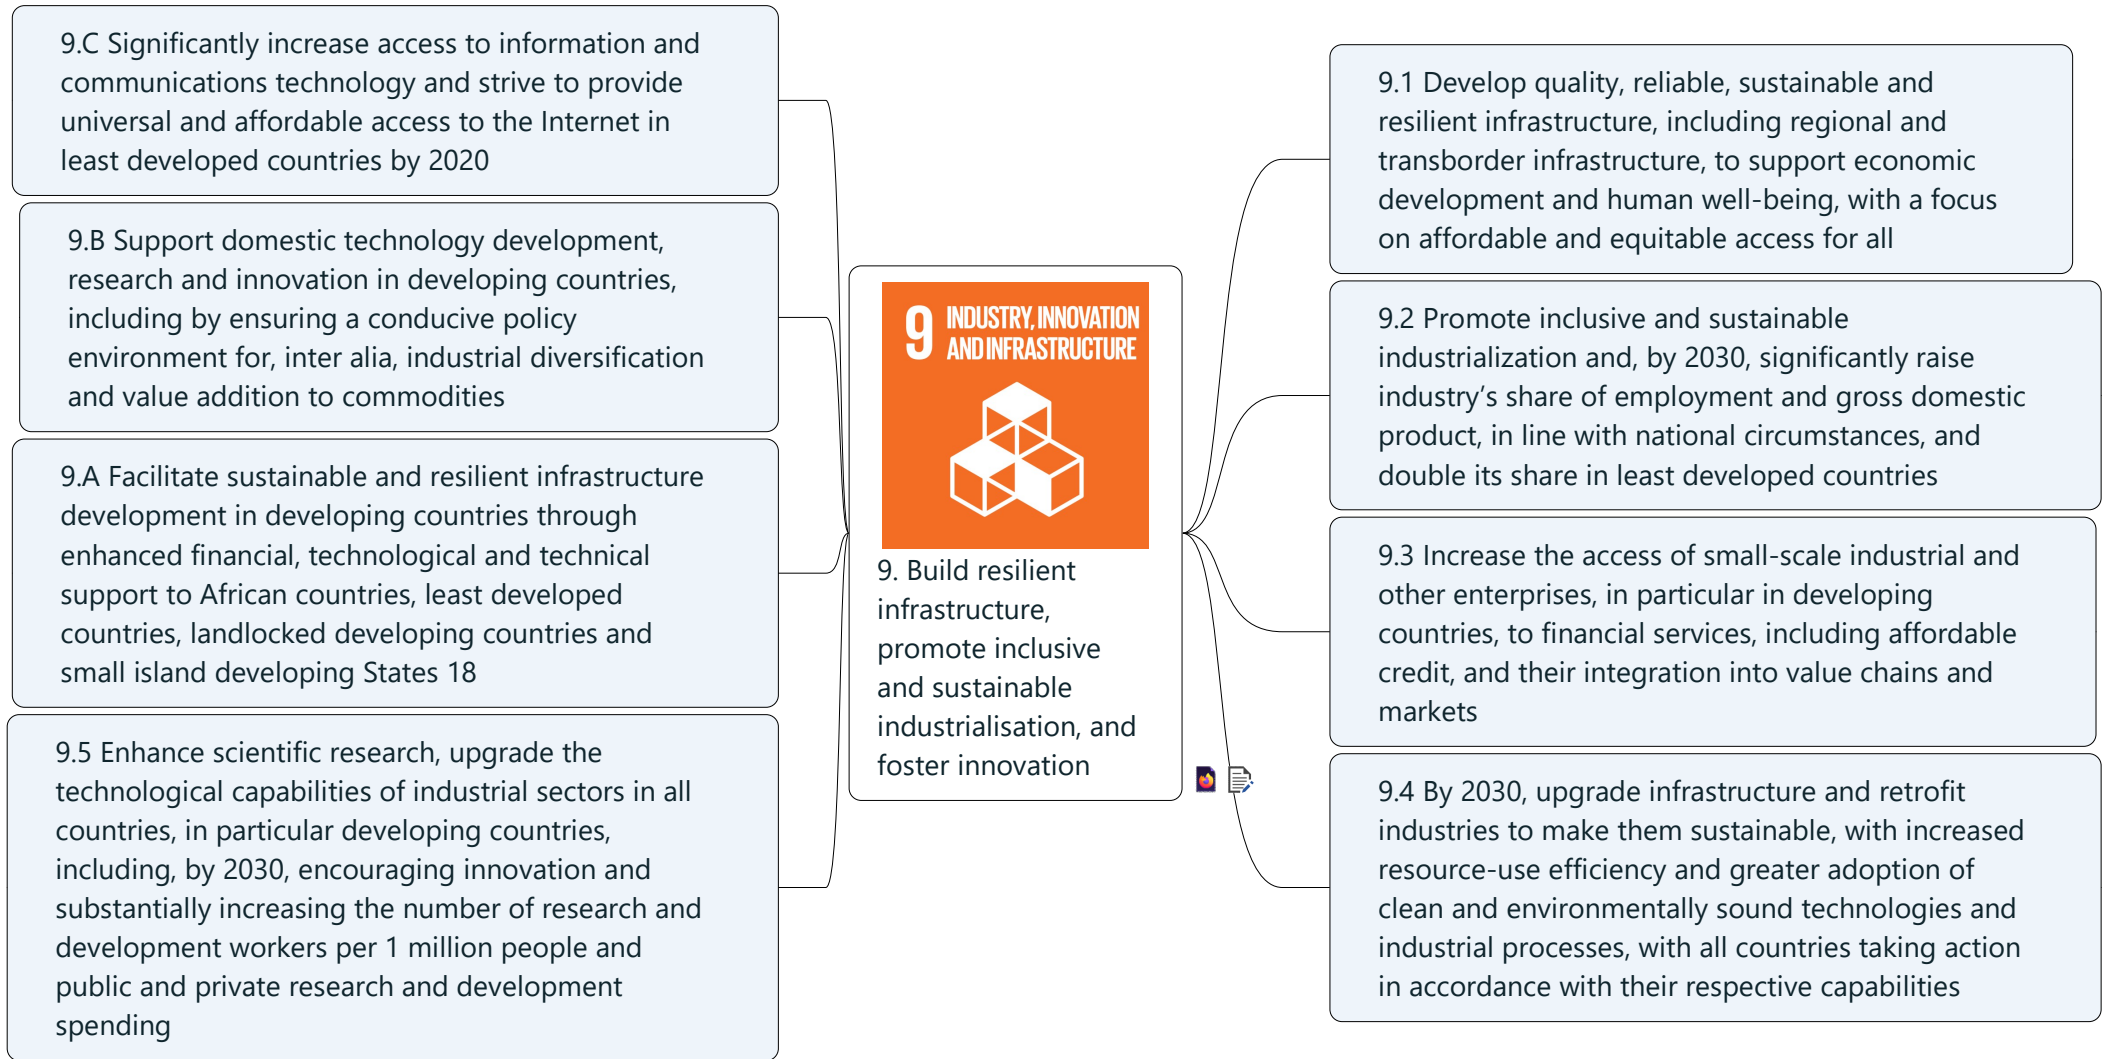 9.C Significantly increase access to information and
communications technology and strive to provide
universal and affordable access to the Internet in
least developed countries by 2020
9.B Support domestic technology development,
research and innovation in developing countries,
including by ensuring a conducive policy
environment for, inter alia, industrial diversification
and value addition to commodities
9.A Facilitate sustainable and resilient infrastructure
development in developing countries through
enhanced financial, technological and technical
support to African countries, least developed
countries, landlocked developing countries and
small island developing States 18
9.5 Enhance scientific research, upgrade the
technological capabilities of industrial sectors in all
countries, in particular developing countries,
including, by 2030, encouraging innovation and
substantially increasing the number of research and
development workers per 1 million people and
public and private research and development
spending
9 INDUSTRY, INNOVATION
AND INFRASTRUCTURE
9. Build resilient
infrastructure,
promote inclusive
and sustainable
industrialisation, and
foster innovation
9.1 Develop quality, reliable, sustainable and
resilient infrastructure, including regional and
transborder infrastructure, to support economic
development and human well-being, with a focus
on affordable and equitable access for all
9.2 Promote inclusive and sustainable
industrialization and, by 2030, significantly raise
industry’s share of employment and gross domestic
product, in line with national circumstances, and
double its share in least developed countries
9.3 Increase the access of small-scale industrial and
other enterprises, in particular in developing
countries, to financial services, including affordable
credit, and their integration into value chains and
markets
9.4 By 2030, upgrade infrastructure and retrofit
industries to make them sustainable, with increased
resource-use efficiency and greater adoption of
clean and environmentally sound technologies and
industrial processes, with all countries taking action
in accordance with their respective capabilities